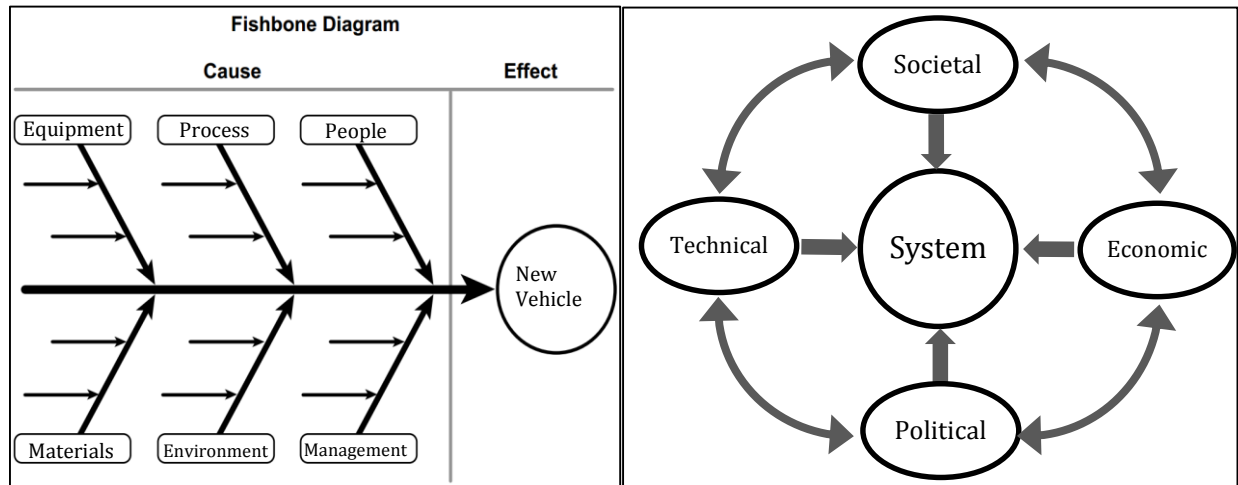 Fishbone Diagram
Cause
Effect
Equipment
Process
People
New
Vehicle
Materials
Environment
Management
Societal
Technical
System
Economic
Political